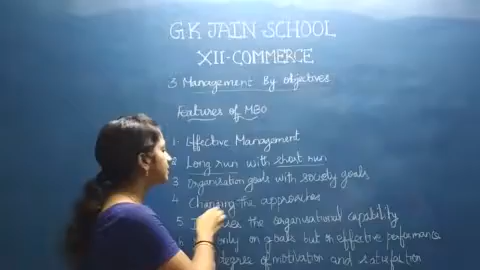 GK JAIN SCHOOL
XII-COMMERCE
3 Management By Objectives
Features of MBO
1. Effective Management
2 Long run with short run
3 Organisation goals with society goals
4 Changing the approaches
5 the organisational capability
6 only on goals but on effective performance
degree of motivation and satisfaction